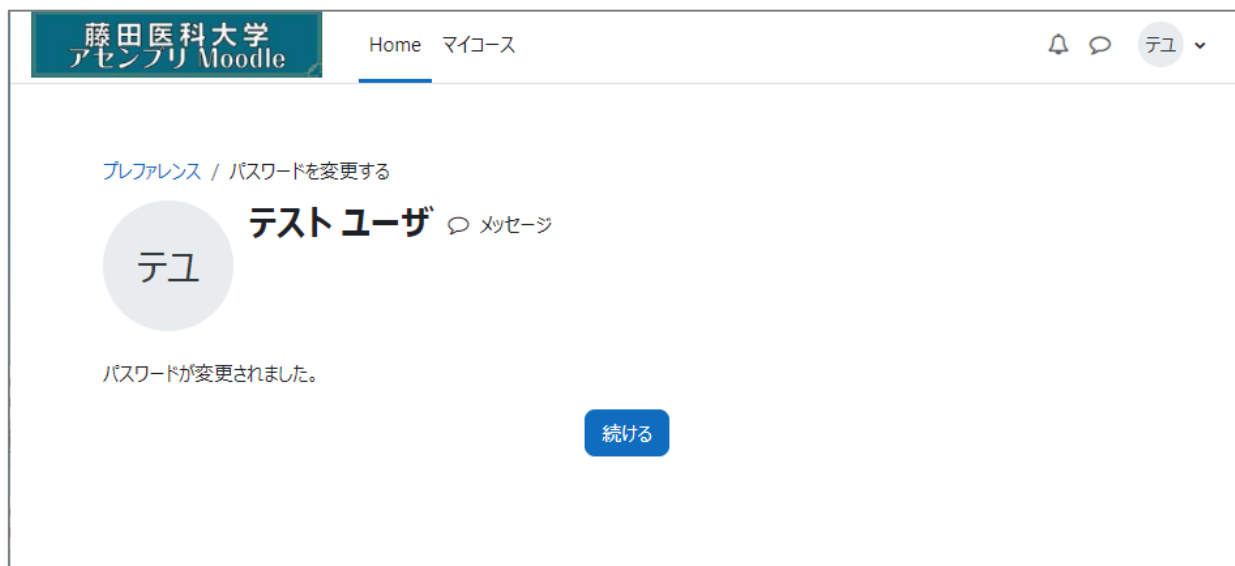 藤田医科大学
アセンブリ Moodle
Home マイコース
テユ
プレファレンス / パスワードを変更する
テユ
テスト ユーザ メッセージ
パスワードが変更されました。
続ける